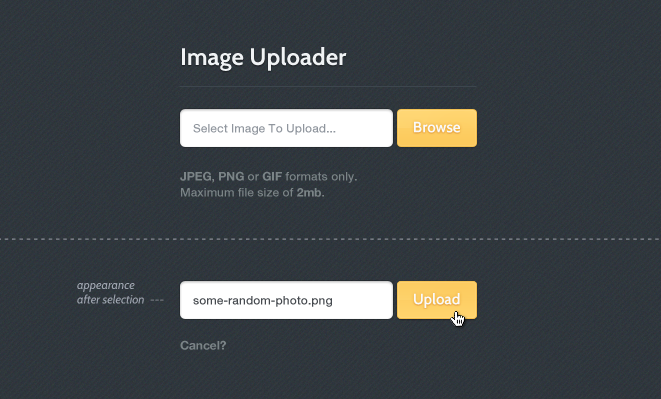 Image Uploader
Select Image To Upload...
Browse
JPEG, PNG or GIF formats only.
Maximum file size of 2mb.
appearance
after selection ---
some-random-photo.png
Upload
Cancel?